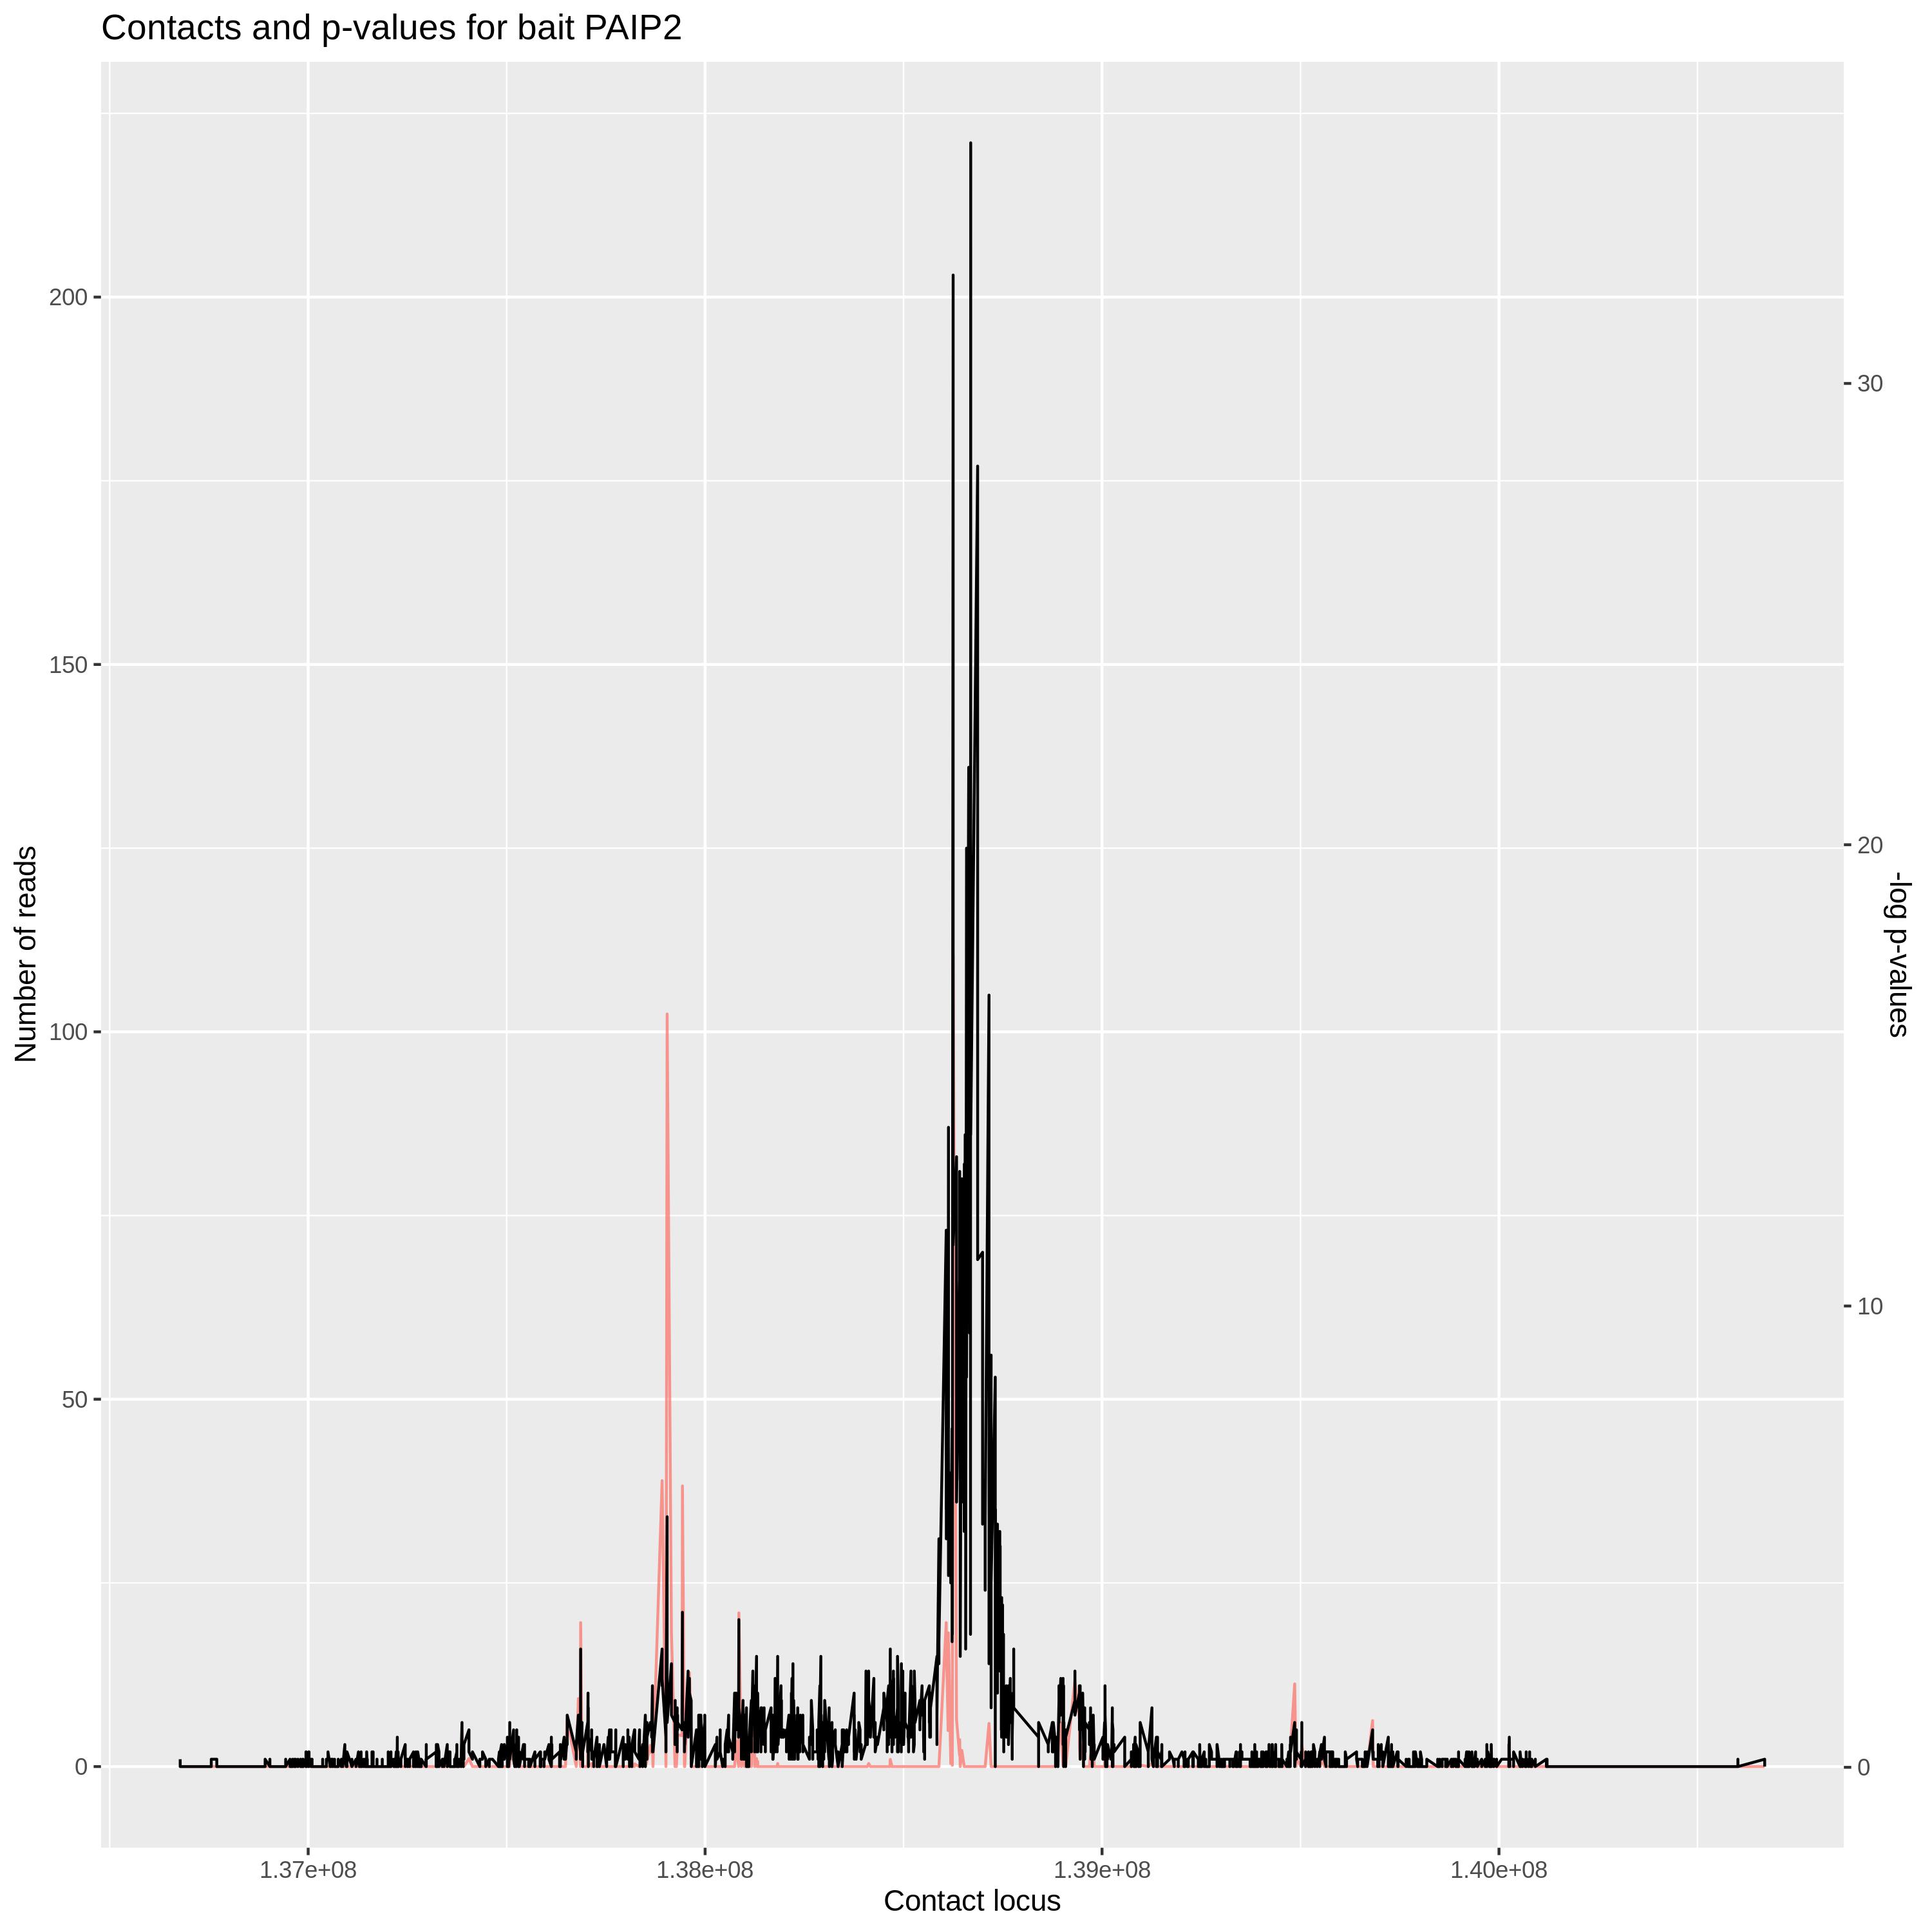 Contacts and p-values for bait PAIP2
Number of reads
200
150
100
50
0
30
20
10
0
-log p-values
1.37e+08
1.38e+08
1.39e+08
1.40e+08
Contact locus